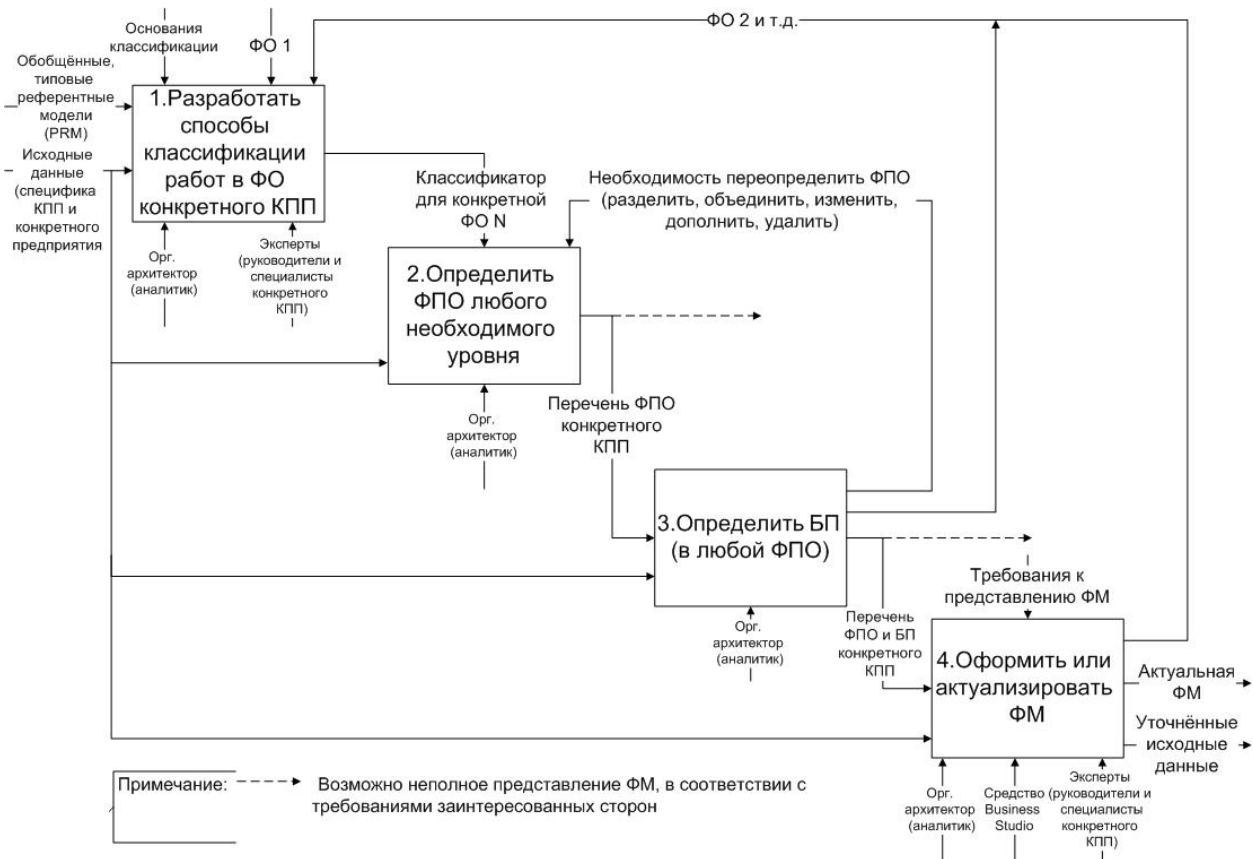 Основания
классификации
ФО 1
ФО 2 и т.д.
Обобщённые,
типовые
референтные
модели
(PRM)
Исходные
данные
(специфика
КПП и
конкретного
предприятия
1.Разработать
способы
классификации
работ в ФО
конкретного КПП
Орг.
архитектор
(аналитик)
Эксперты
(руководители и
специалисты
конкретного
КПП)
Классификатор
для конкретной
ФО N
Необходимость переопределить ФПО
(разделить, объединить, изменить,
дополнить, удалить)
2.Определить
ФПО любого
необходимого
уровня
Орг.
архитектор
(аналитик)
Перечень ФПО
конкретного
КПП
3.Определить БП
(в любой ФПО)
Орг.
архитектор
(аналитик)
Перечень
ФПО и БП
конкретного
КПП
Требования к
представлению ФМ
4.Оформить или
актуализировать
ФМ
Актуальная
ФМ
Уточнённые
исходные
данные
Орг.
архитектор
(аналитик)
Средство
Business
Studio
Эксперты
(руководители и
специалисты
конкретного
КПП)
Примечание:
Возможно неполное представление ФМ, в соответствии с
требованиями заинтересованных сторон